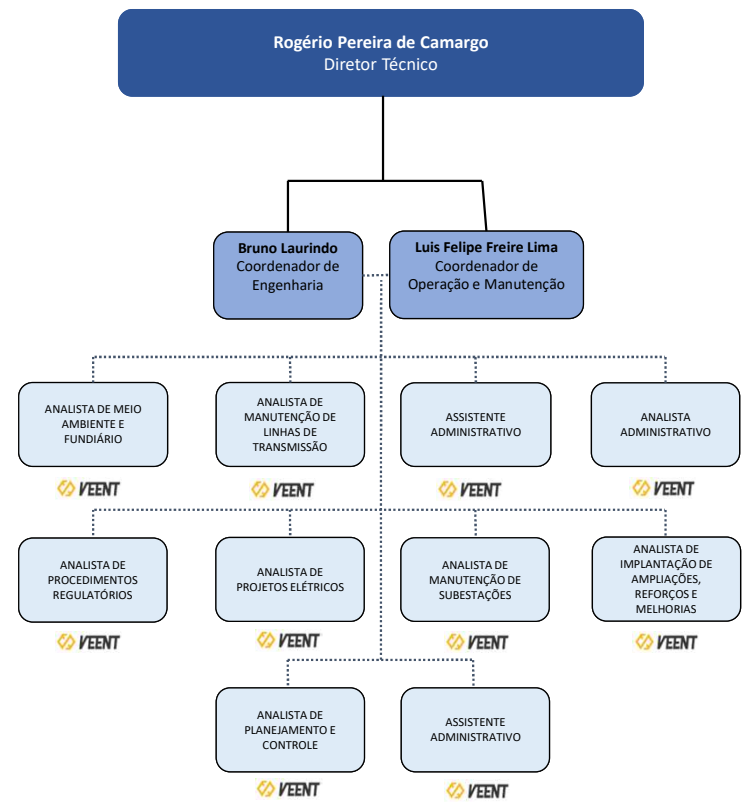 Rogério Pereira de Camargo
Diretor Técnico
Bruno Laurindo
Coordenador de
Engenharia
Luis Felipe Freire Lima
Coordenador de
Operação e Manutenção
ANALISTA DE MEIO
AMBIENTE E
FUNDIÁRIO
ANALISTA DE
MANUTENÇÃO DE
LINHAS DE
TRANSMISSÃO
ASSISTENTE
ADMINISTRATIVO
ANALISTA
ADMINISTRATIVO
VEENT
VEENT
VEENT
VEENT
ANALISTA DE
PROCEDIMENTOS
REGULATÓRIOS
ANALISTA DE
PROJETOS ELÉTRICOS
ANALISTA DE
MANUTENÇÃO DE
SUBESTAÇÕES
ANALISTA DE
IMPLANTAÇÃO DE
AMPLIAÇÕES,
REFORÇOS E
MELHORIAS
VEENT
VEENT
VEENT
VEENT
ANALISTA DE
PLANEJAMENTO E
CONTROLE
ASSISTENTE
ADMINISTRATIVO
VEENT
VEENT